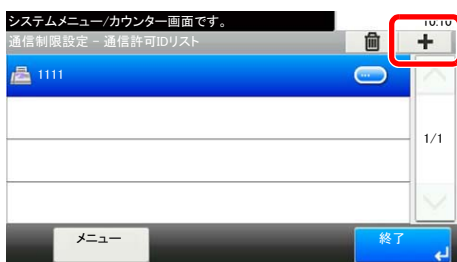 システムメニュー/カウンター画面です。
10:10
通信制限設定 - 通信許可IDリスト
1111
1/1
メニュー
終了